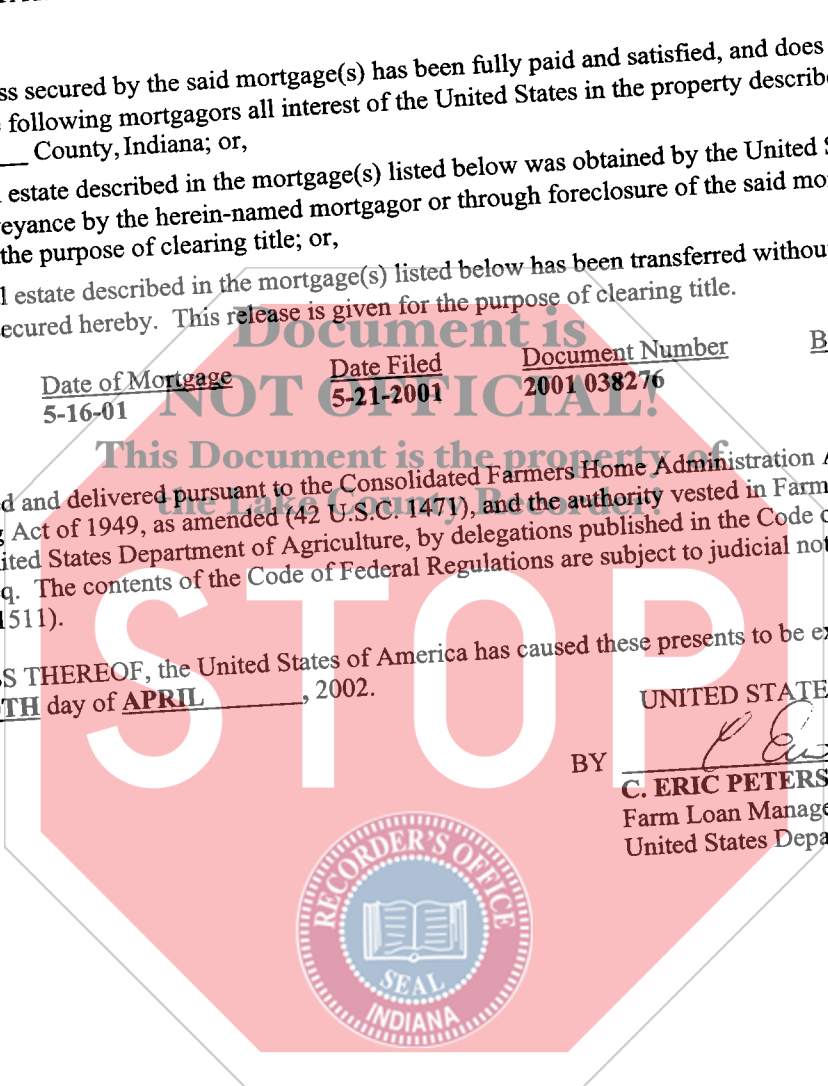 ss secured by the said mortgage(s) has been fully paid and satisfied, and does
following mortgagors all interest of the United States in the property describe
___ County, Indiana; or,
estate described in the mortgage(s) listed below was obtained by the United S
eyance by the herein-named mortgagor or through foreclosure of the said mo
the purpose of clearing title; or,
l estate described in the mortgage(s) listed below has been transferred withou
ecured hereby. This release is given for the purpose of clearing title.
Document is
NOT OFFICIAL!
This Document is the property of
the Lake County Recorder!
Date of Mortgage Date Filed Document Number B
5-16-01 5-21-2001 2001 038276
d and delivered pursuant to the Consolidated Farmers Home Administration A
g Act of 1949, as amended (42 U.S.C. 1471), and the authority vested in Farm
ited States Department of Agriculture, by delegations published in the Code o
q. The contents of the Code of Federal Regulations are subject to judicial not
1511).
STOP
SS THEREOF, the United States of America has caused these presents to be ex
TH day of APRIL ________, 2002.
UNITED STATE
BY
C. ERIC PETERS
Farm Loan Manage
United States Depa
RECORDER'S OFFICE
SEAL
INDIANA